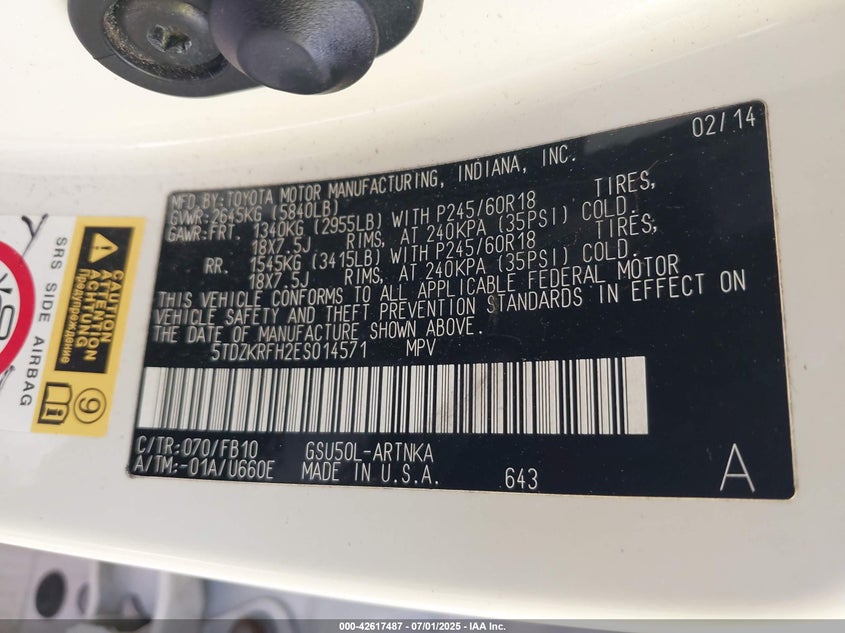 02/14
MFD. BY: TOYOTA MOTOR MANUFACTURING, INDIANA, INC.
GVWR: 2645KG (5840LB)
GAWR: FRT. 1340KG (2955LB) WITH P245/60R18 TIRES,
18X7.5J RIMS, AT 240KPA (35PSI) COLD.
RR. 1545KG (3415LB) WITH P245/60R18 TIRES,
18X7.5J RIMS, AT 240KPA (35PSI) COLD.
THIS VEHICLE CONFORMS TO ALL APPLICABLE FEDERAL MOTOR
VEHICLE SAFETY AND THEFT PREVENTION STANDARDS IN EFFECT ON
THE DATE OF MANUFACTURE SHOWN ABOVE.
5TDZKRFH2ES014571 MPV
C/TR: 070/FB10 GSU50L-ARTNKA
A/TM: -01A/U660E MADE IN U.S.A. 643
A
CAUTION
ATTENTION
ACHTUNG
Предупреждение
9
SRS SIDE AIRBAG
000-42617487 - 07/01/2025 - IAA Inc.